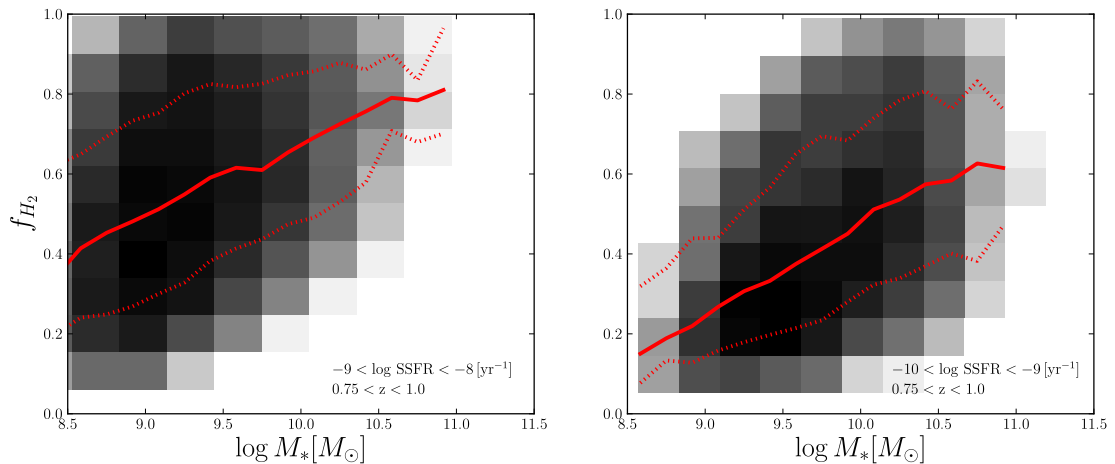 1.0
0.8
0.6
0.4
0.2
0.0
f_{H_2}
−9 < log SSFR < −8 [yr⁻¹]
0.75 < z < 1.0
8.5 9.0 9.5 10.0 10.5 11.0 11.5
log M_*[M_⊙]
1.0
0.8
0.6
0.4
0.2
0.0
−10 < log SSFR < −9 [yr⁻¹]
0.75 < z < 1.0
9.0 9.5 10.0 10.5 11.0 11.5
log M_*[M_⊙]